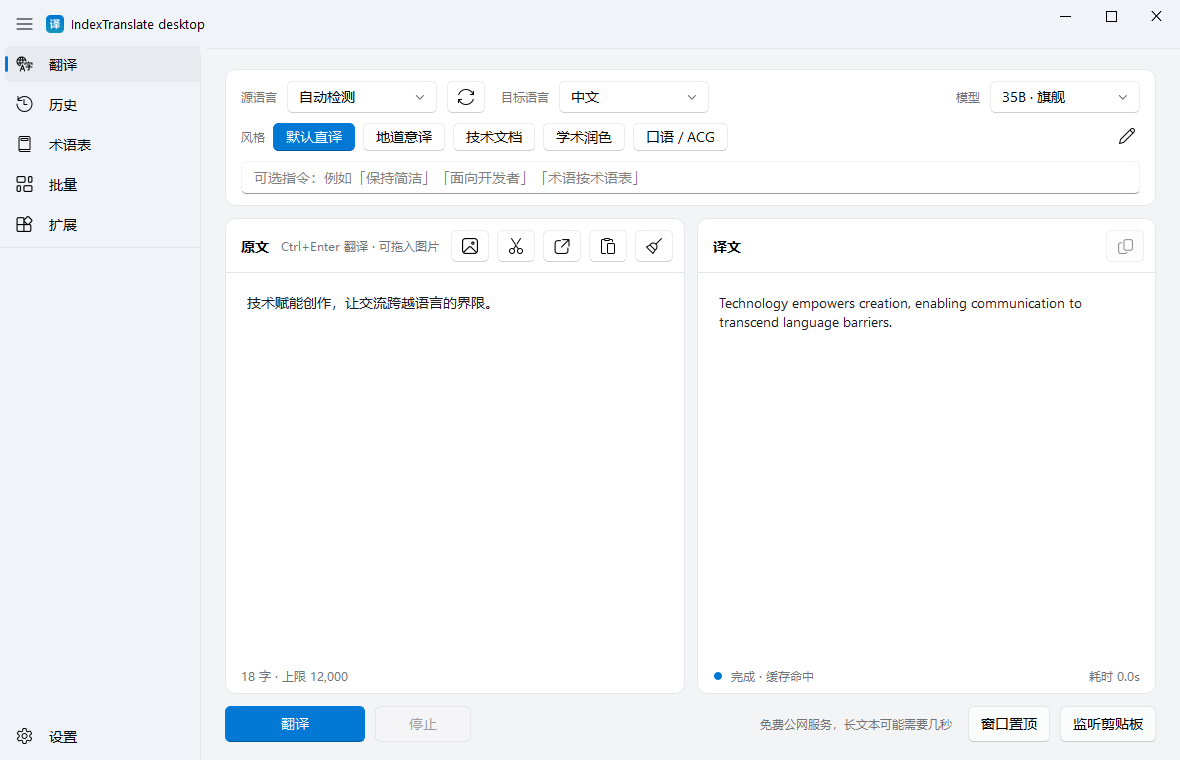 译 IndexTranslate desktop
翻译
历史
术语表
批量
扩展
设置
源语言 自动检测 目标语言 中文 模型 35B · 旗舰
风格 默认直译 地道意译 技术文档 学术润色 口语 / ACG
可选指令：例如「保持简洁」「面向开发者」「术语按术语表」
原文 Ctrl+Enter 翻译 · 可拖入图片
技术赋能创作，让交流跨越语言的界限。
18 字 · 上限 12,000
译文
Technology empowers creation, enabling communication to
transcend language barriers.
完成 · 缓存命中 耗时 0.0s
翻译 停止 免费公网服务，长文本可能需要几秒 窗口置顶 监听剪贴板